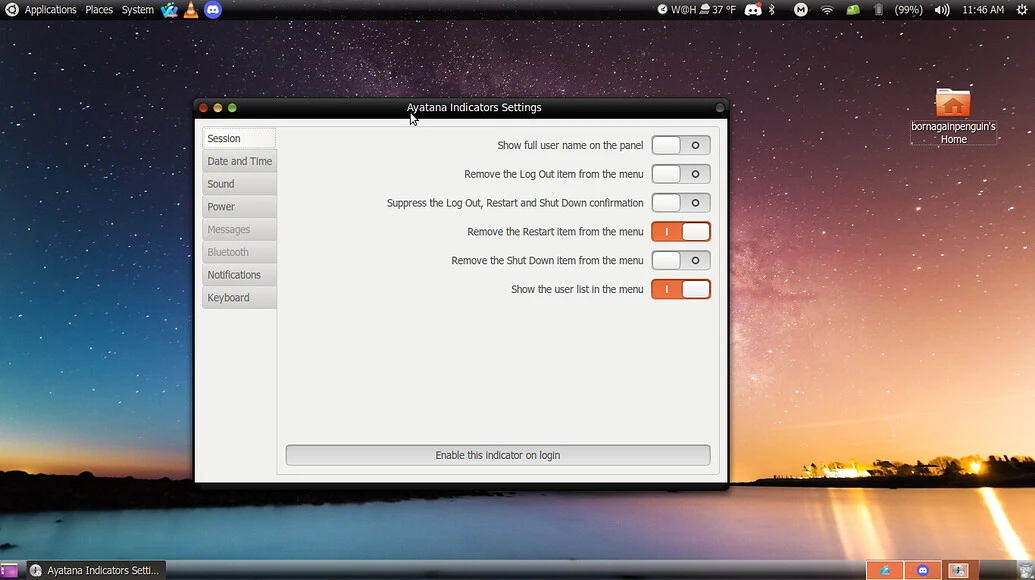 Applications Places System W@H 37 °F M (99%) 11:46 AM
Ayatana Indicators Settings
Session
Date and Time
Sound
Power
Messages
Bluetooth
Notifications
Keyboard
Show full user name on the panel
Remove the Log Out item from the menu
Suppress the Log Out, Restart and Shut Down confirmation
Remove the Restart item from the menu
Remove the Shut Down item from the menu
Show the user list in the menu
Enable this indicator on login
bornagainpenguin's
Home
Ayatana Indicators Setti...